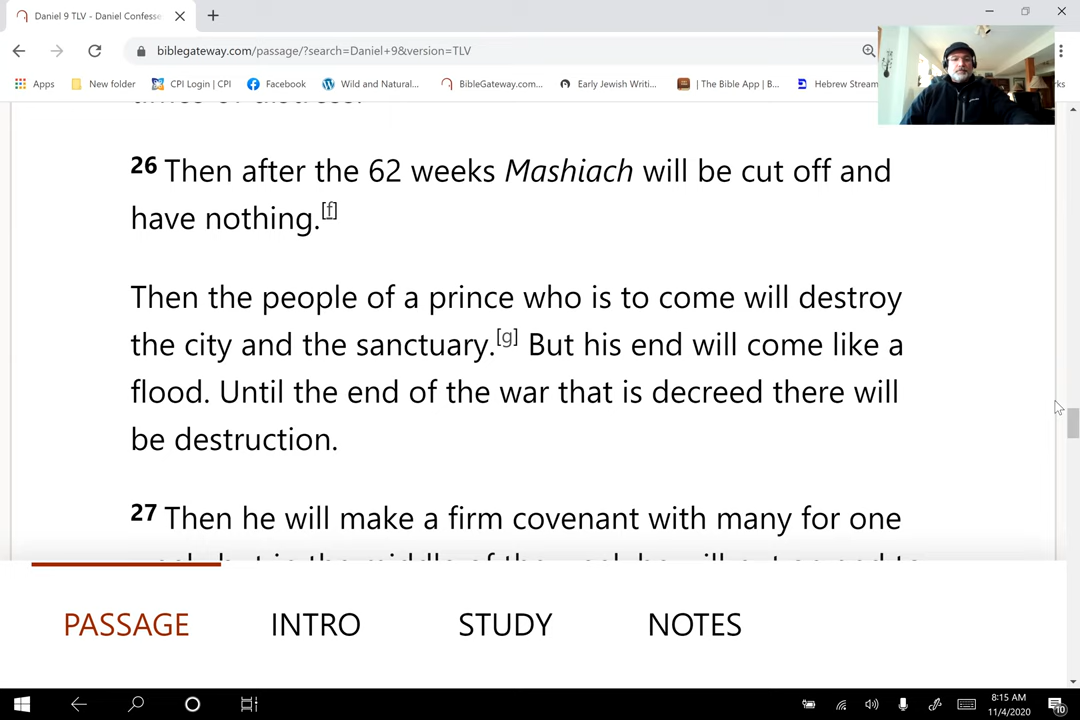 Daniel 9 TLV - Daniel Confesse
biblegateway.com/passage/?search=Daniel+9&version=TLV
Apps New folder CPI Login | CPI Facebook Wild and Natural... BibleGateway.com... Early Jewish Writi... | The Bible App | B... Hebrew Stream
26 Then after the 62 weeks Mashiach will be cut off and
have nothing.[f]
Then the people of a prince who is to come will destroy
the city and the sanctuary.[g] But his end will come like a
flood. Until the end of the war that is decreed there will
be destruction.
27 Then he will make a firm covenant with many for one
PASSAGE INTRO STUDY NOTES
8:15 AM
11/4/2020
10